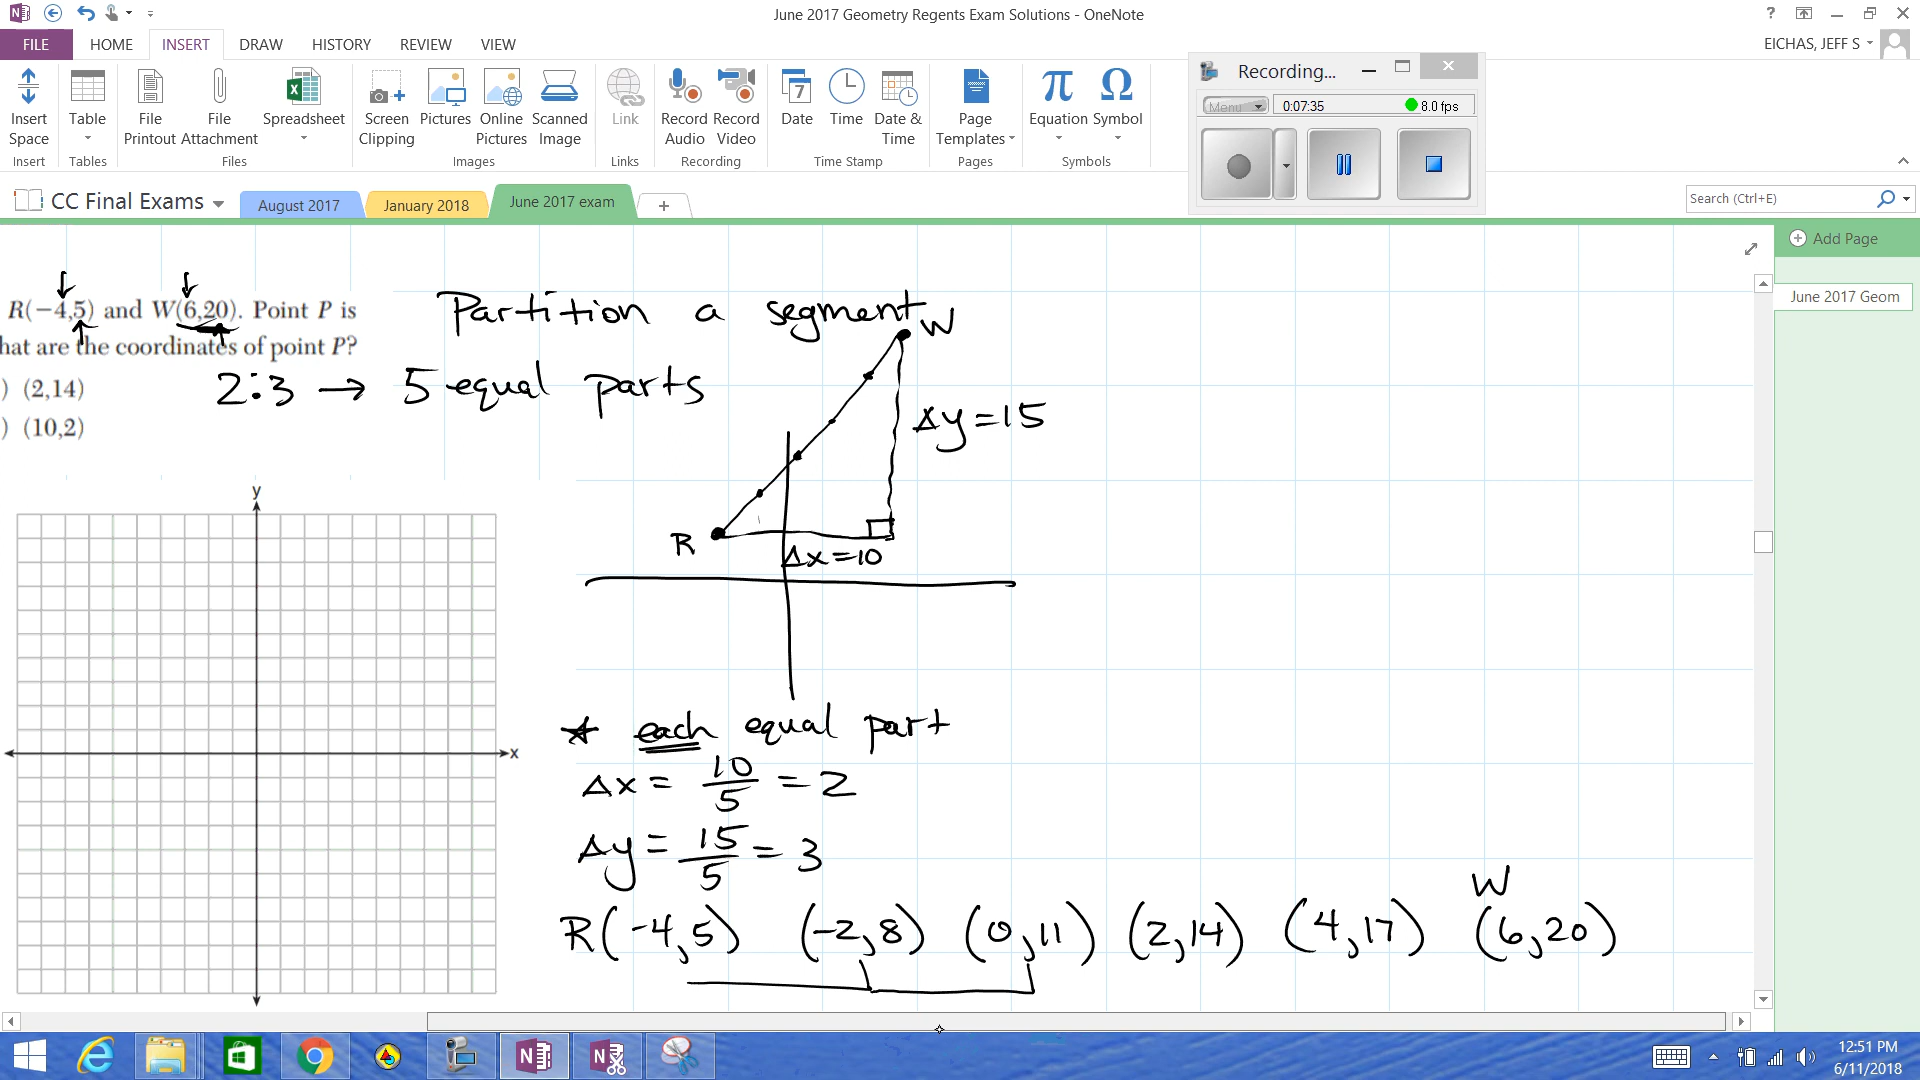 June 2017 Geometry Regents Exam Solutions - OneNote
FILE HOME INSERT DRAW HISTORY REVIEW VIEW
EICHAS, JEFF S
Insert Space
Table
File Printout
File Attachment
Spreadsheet
Screen Clipping
Pictures
Online Pictures
Scanned Image
Link
Record Audio
Record Video
Date
Time
Date & Time
Page Templates
Equation
Symbol
Insert Tables Files Images Links Recording Time Stamp Pages Symbols
Recording...
Menu 0:07:35 8.0 fps
CC Final Exams August 2017 January 2018 June 2017 exam +
Search (Ctrl+E)
Add Page
June 2017 Geom
R(−4,5) and W(6,20). Point P is
hat are the coordinates of point P?
) (2,14)
) (10,2)
Partition a segment
2:3 → 5 equal parts
W
Δy=15
R
Δx=10
y
x
* each equal part
Δx = 10/5 = 2
Δy = 15/5 = 3
W
R(-4,5) (-2,8) (0,11) (2,14) (4,17) (6,20)
12:51 PM
6/11/2018